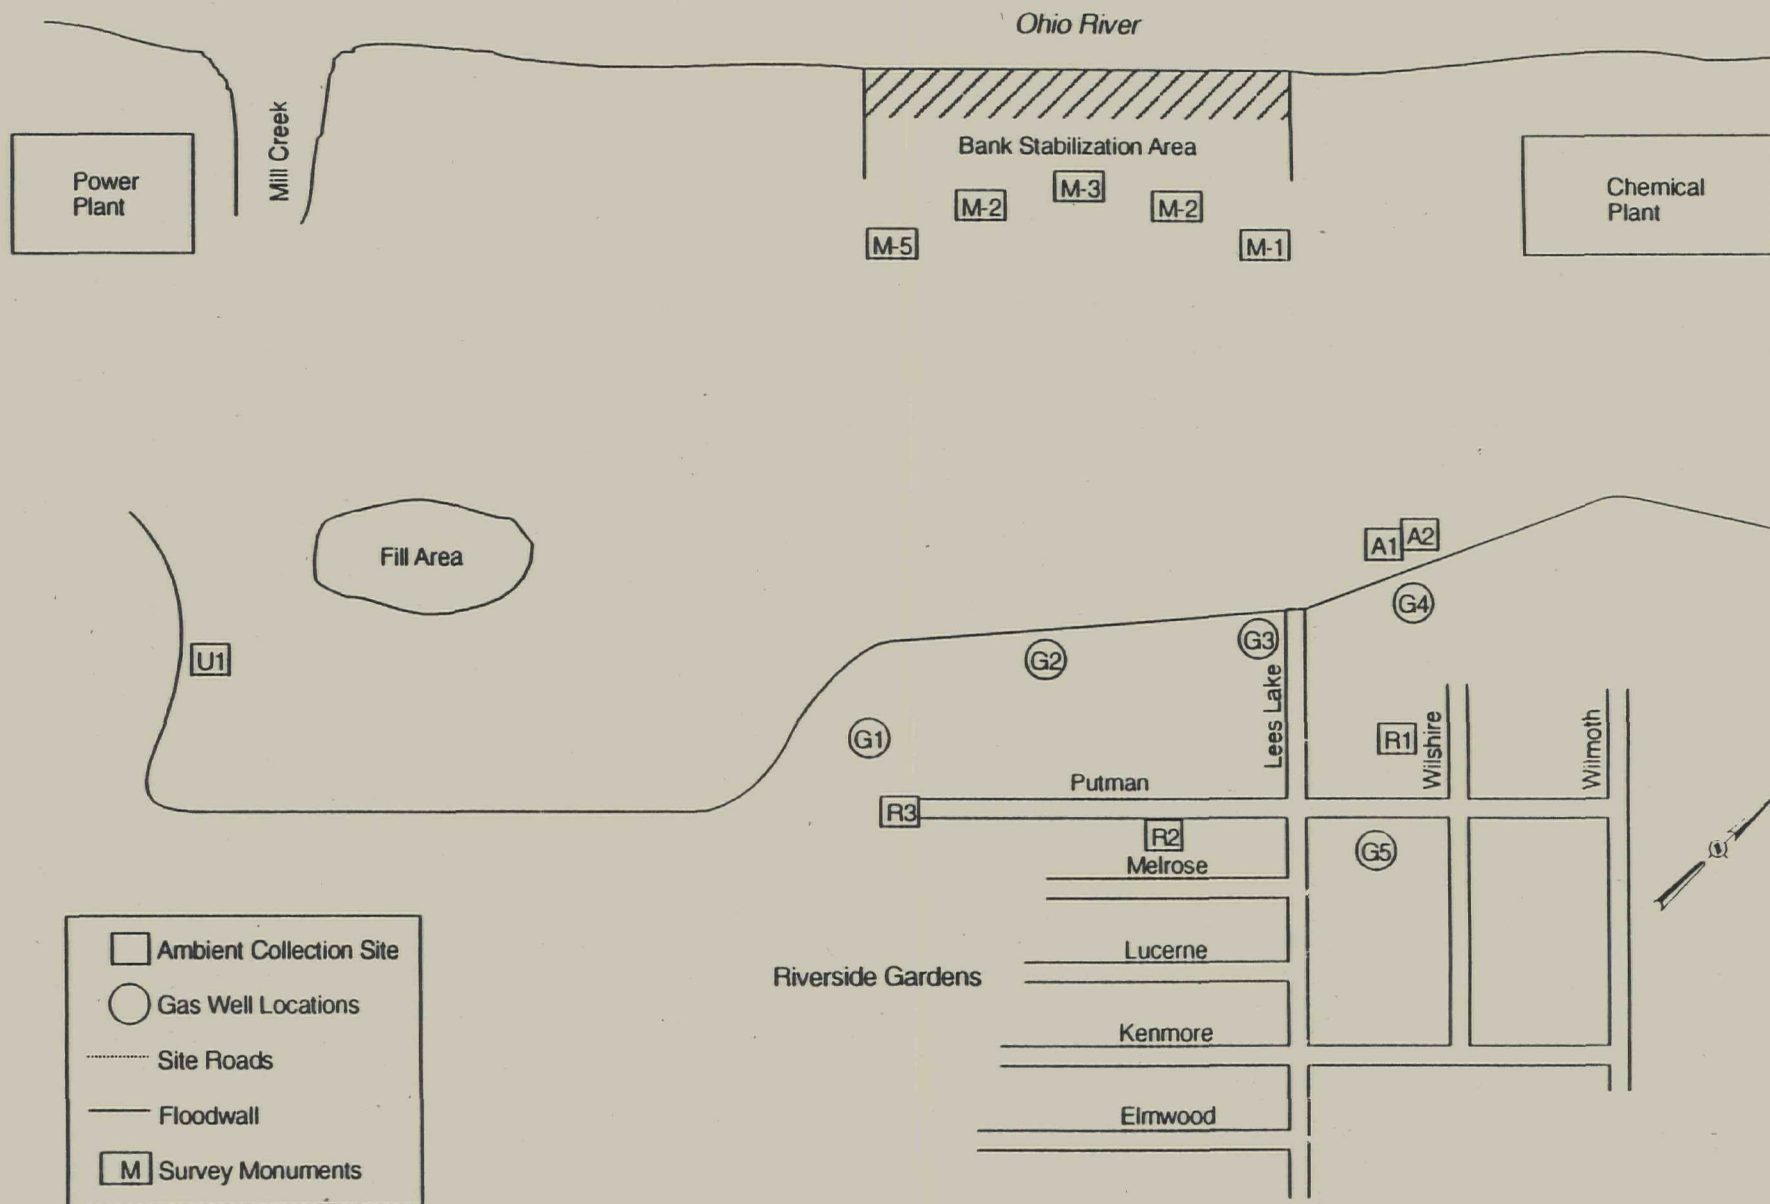 Ohio River
Mill Creek
Power
Plant
Bank Stabilization Area
M-3
M-2
M-2
M-5
M-1
Chemical
Plant
Fill Area
A1
A2
G4
U1
G2
G3
Lees Lake
G1
R1
Wilshire
Wilmoth
Putman
R3
R2
G5
Melrose
Lucerne
Riverside Gardens
Kenmore
Elmwood
Ambient Collection Site
Gas Well Locations
Site Roads
Floodwall
M Survey Monuments